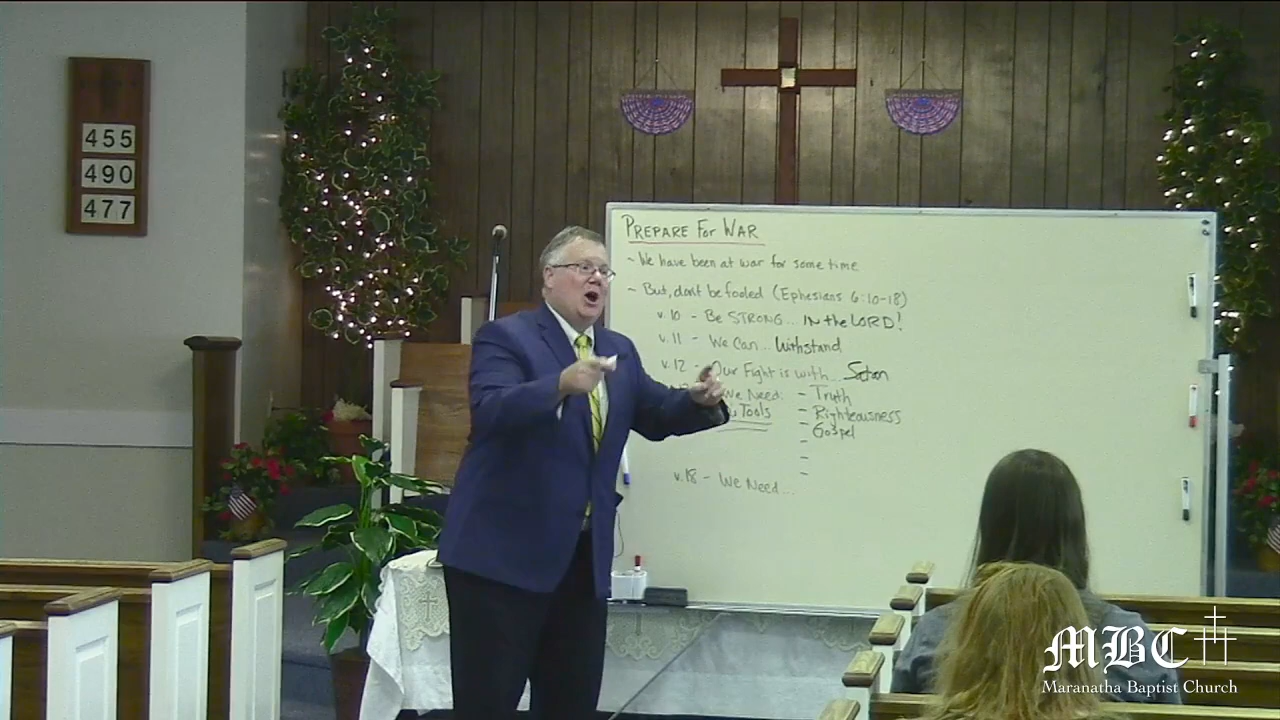 455
490
477
PREPARE FOR WAR
~ We have been at war for some time
~ But, dont be fooled (Ephesians 6:10-18)
v.10 - Be STRONG... IN the LORD!
v.11 - We Can... Withstand
v.12 - Our Fight is with... Satan
We Need: - Truth
Tools - Righteousness
- Gospel
-
-
-
v.18 - We Need...
MBC
Maranatha Baptist Church